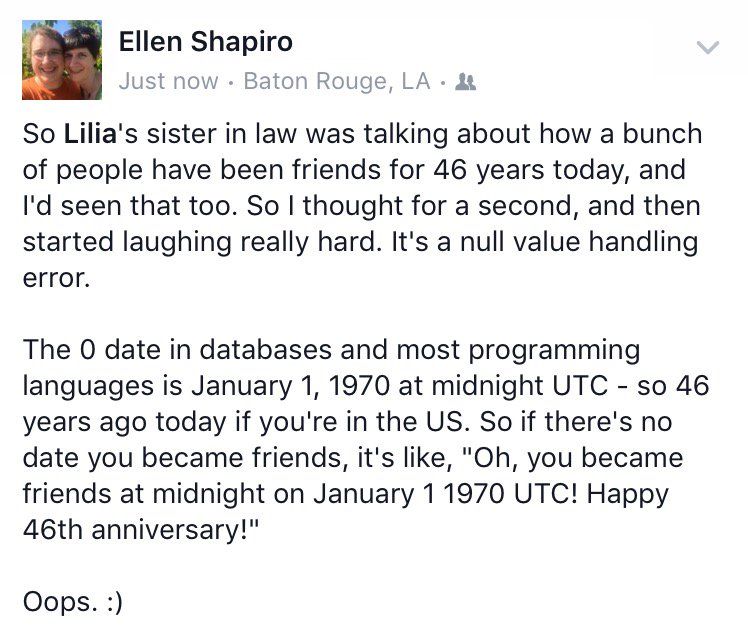 Ellen Shapiro
Just now · Baton Rouge, LA ·
So Lilia's sister in law was talking about how a bunch
of people have been friends for 46 years today, and
I'd seen that too. So I thought for a second, and then
started laughing really hard. It's a null value handling
error.
The 0 date in databases and most programming
languages is January 1, 1970 at midnight UTC - so 46
years ago today if you're in the US. So if there's no
date you became friends, it's like, "Oh, you became
friends at midnight on January 1 1970 UTC! Happy
46th anniversary!"
Oops. :)